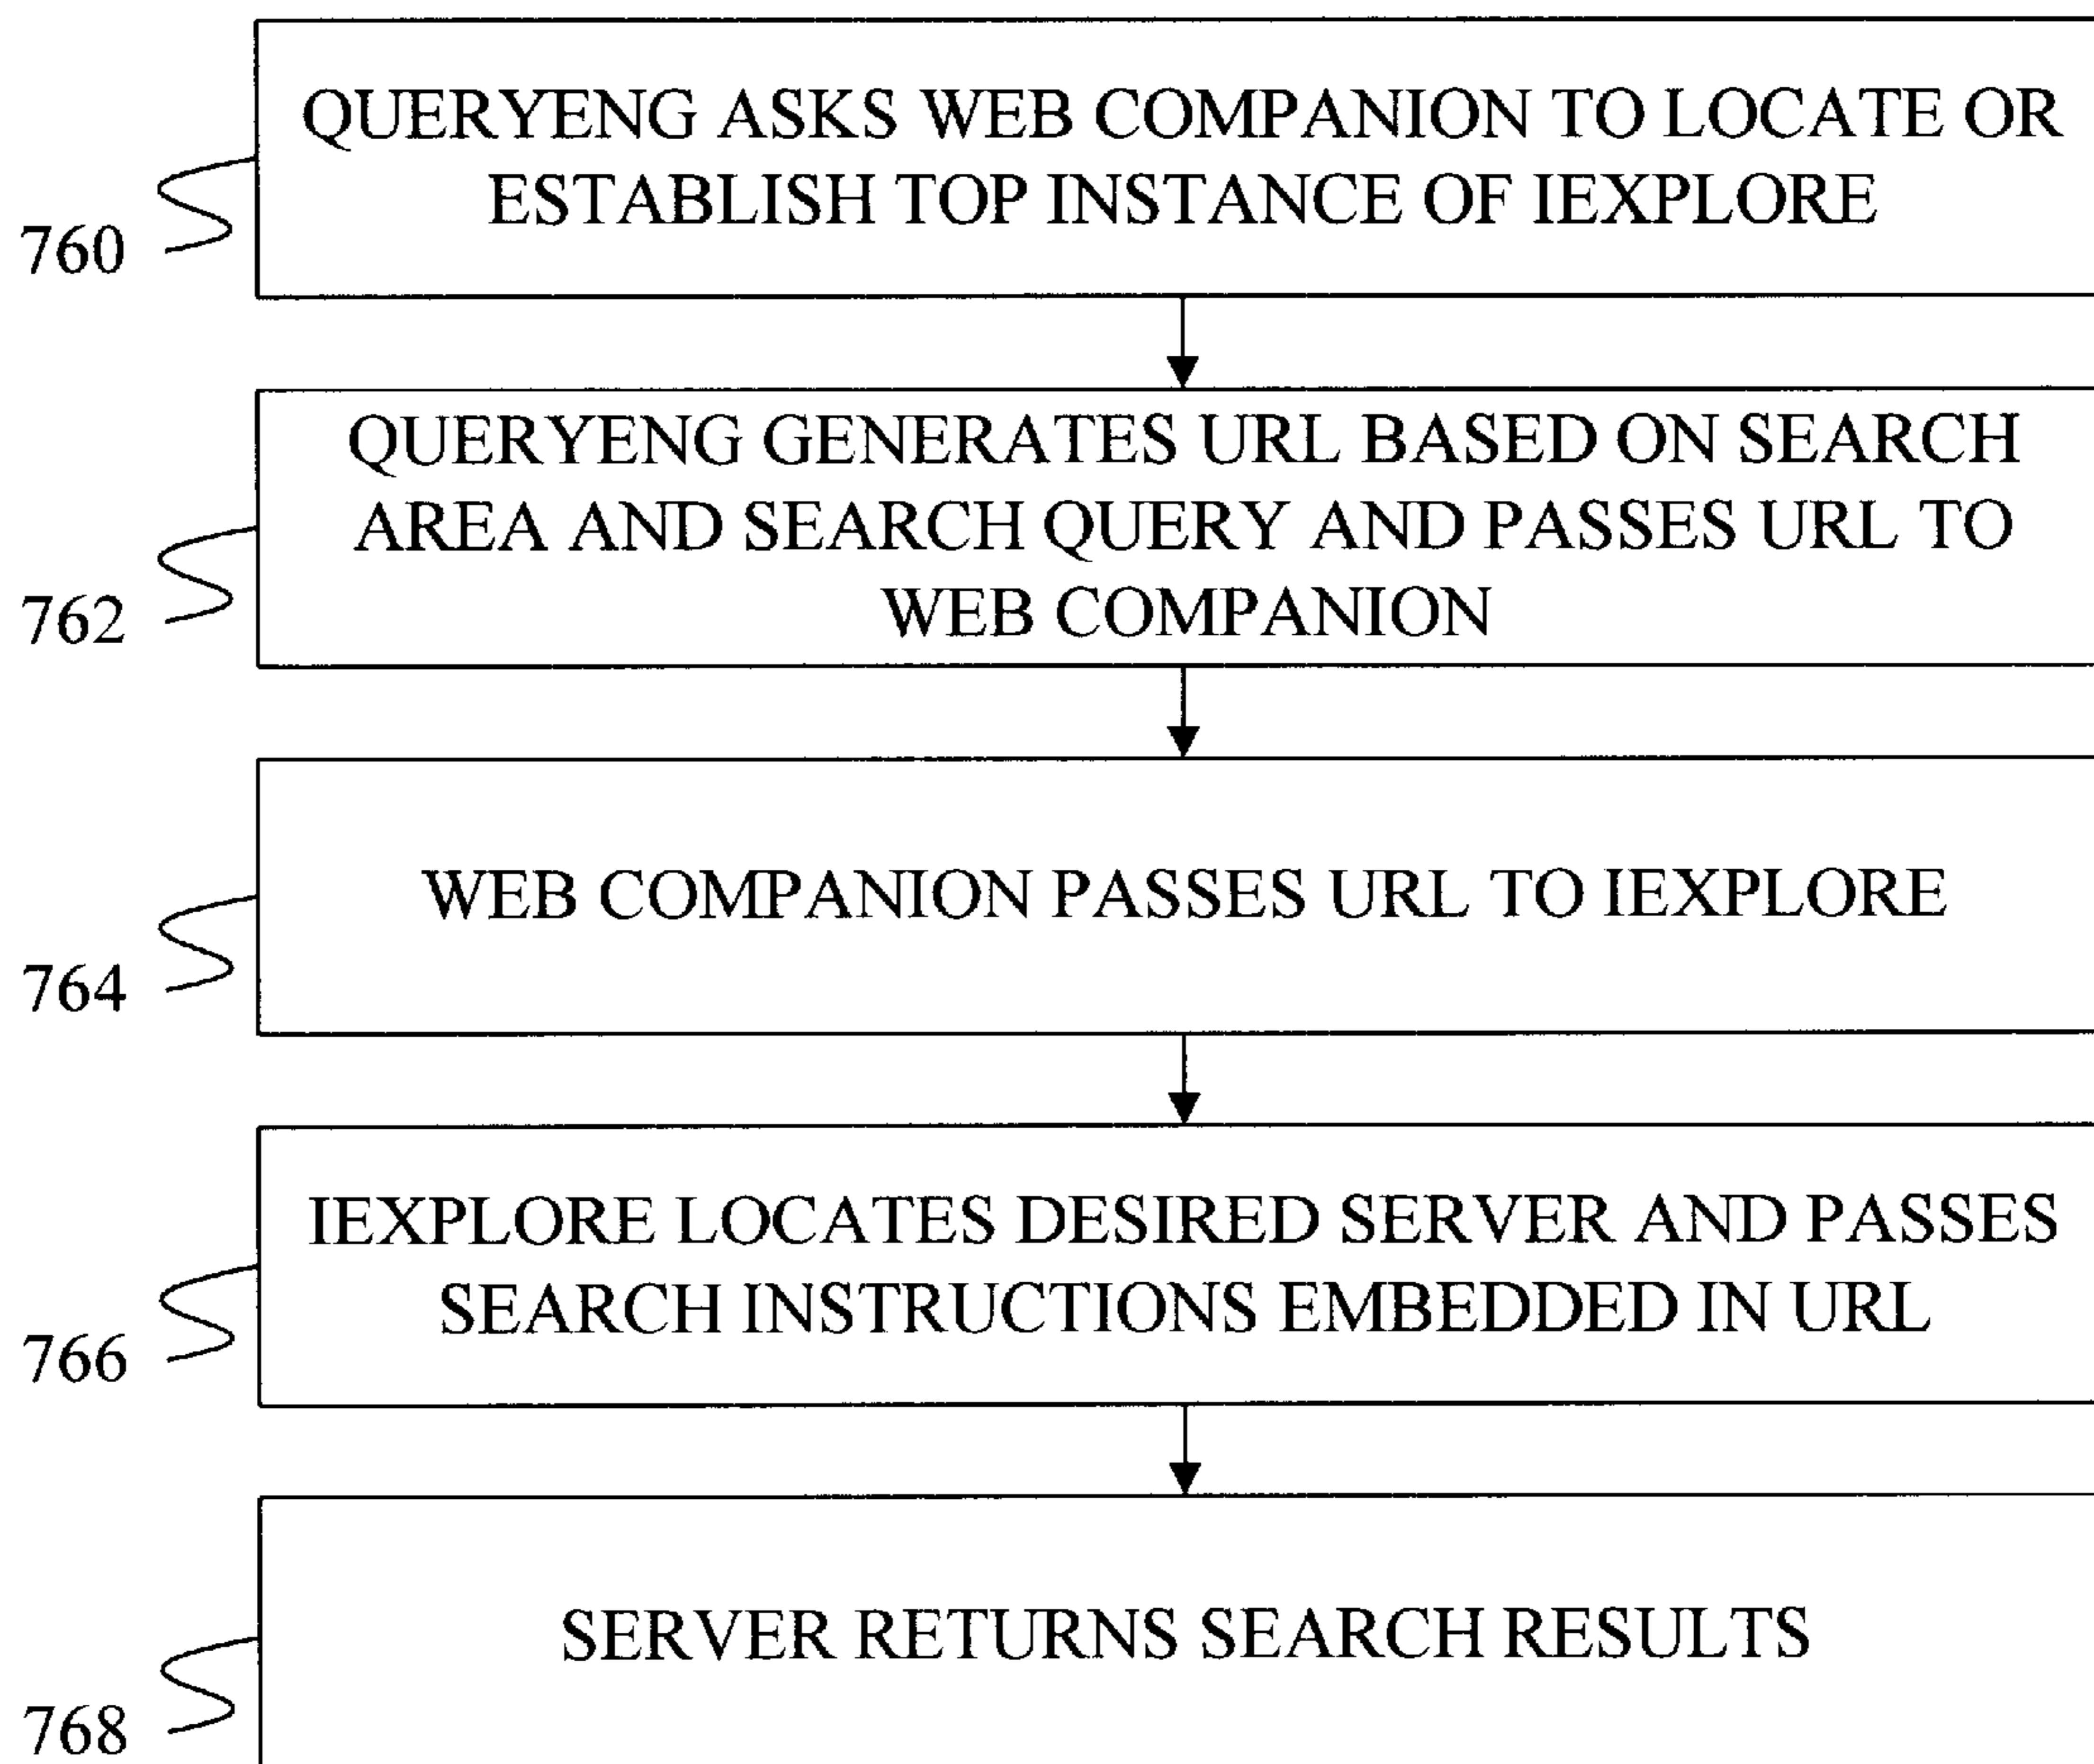 QUERYENG ASKS WEB COMPANION TO LOCATE OR
ESTABLISH TOP INSTANCE OF IEXPLORE
760
QUERYENG GENERATES URL BASED ON SEARCH
AREA AND SEARCH QUERY AND PASSES URL TO
WEB COMPANION
762
WEB COMPANION PASSES URL TO IEXPLORE
764
IEXPLORE LOCATES DESIRED SERVER AND PASSES
SEARCH INSTRUCTIONS EMBEDDED IN URL
766
SERVER RETURNS SEARCH RESULTS
768